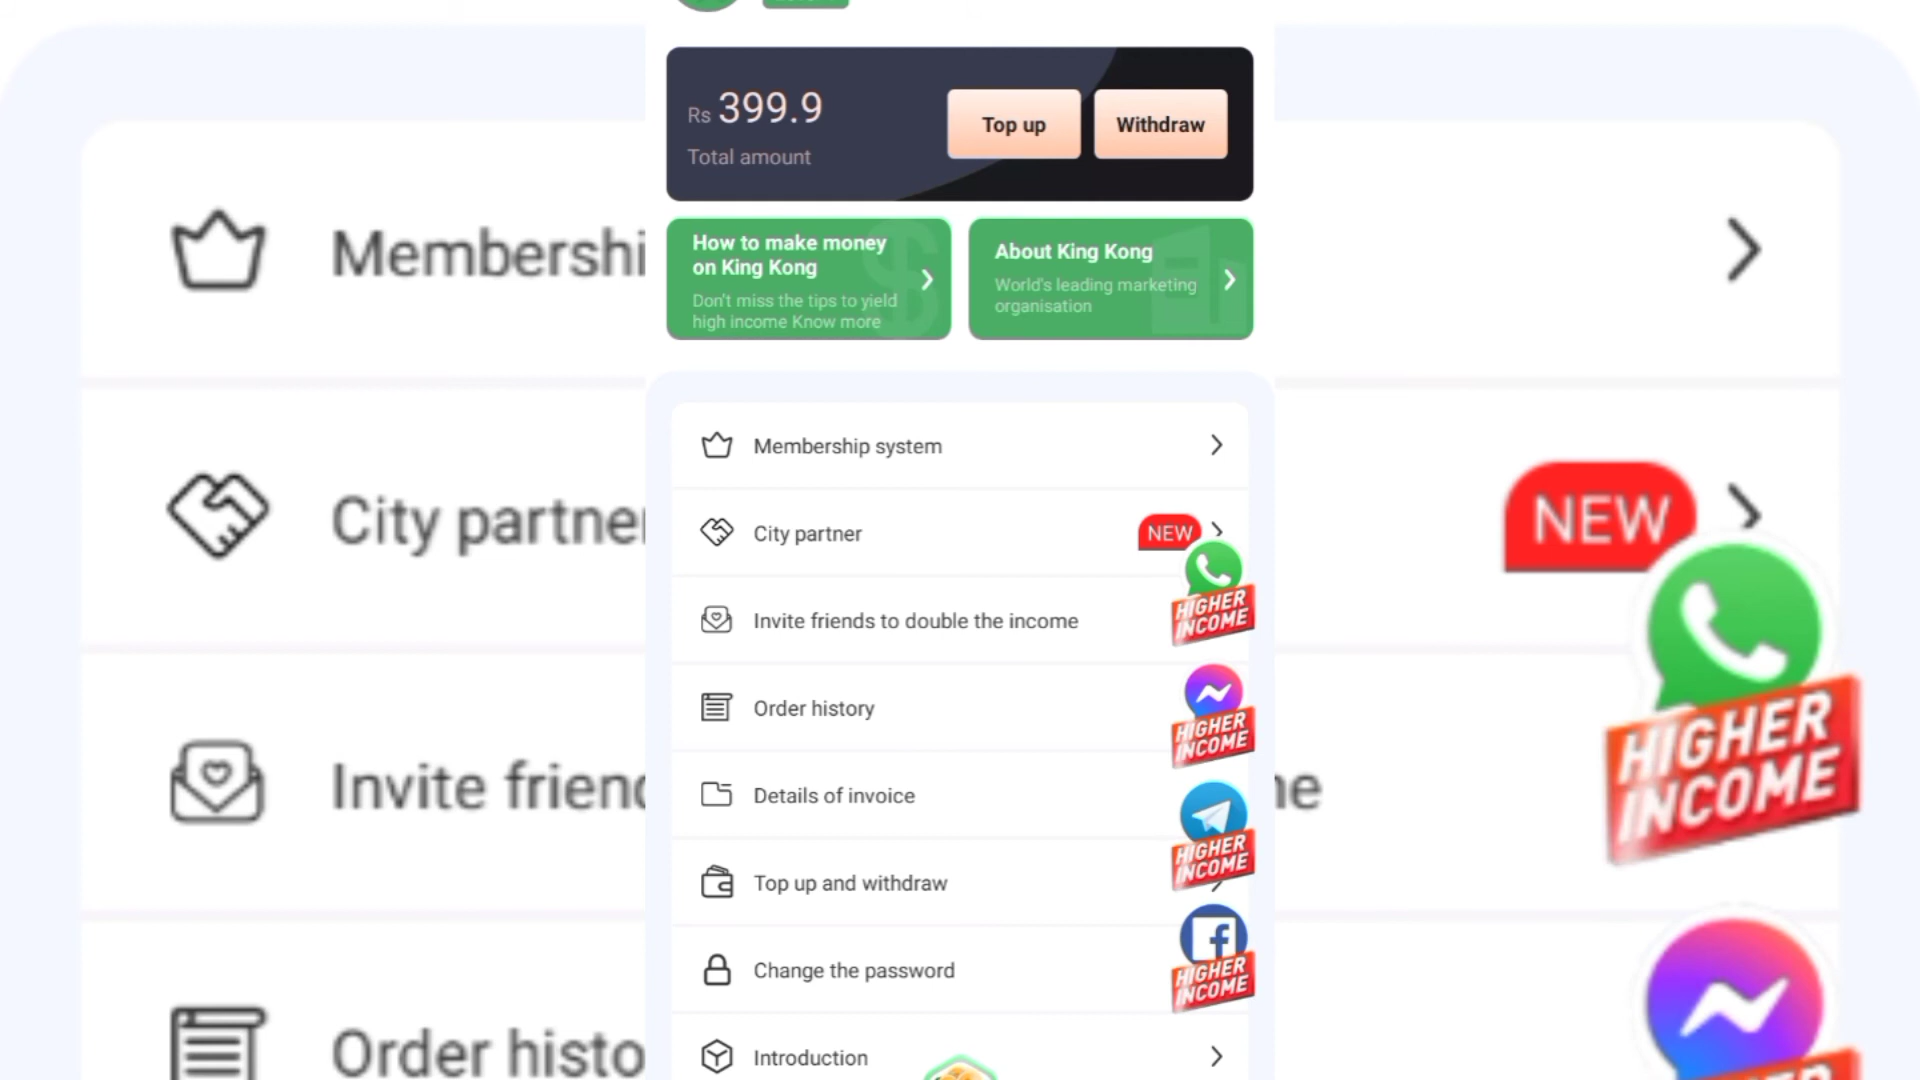 Rs 399.9
Total amount
Top up
Withdraw
How to make money
on King Kong
Don't miss the tips to yield
high income Know more
About King Kong
World's leading marketing
organisation
Membership system
City partner
NEW
Invite friends to double the income
HIGHER
INCOME
Order history
HIGHER
INCOME
Details of invoice
Top up and withdraw
HIGHER
INCOME
Change the password
HIGHER
INCOME
Introduction
Membershi
City partne
NEW
Invite frien
me
HIGHER
INCOME
Order histo